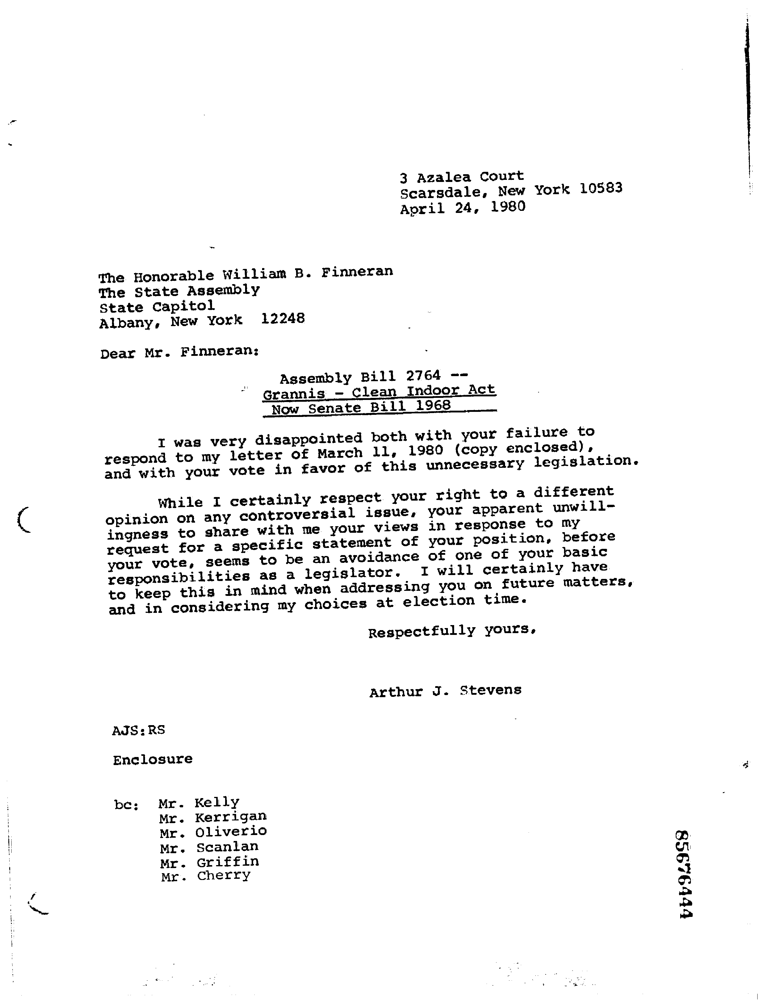 3 Azalea Court
Scarsdale, New York 10583
April 24, 1980
The Honorable William B. Finneran
The State Assembly
State Capitol
Albany, New York 12248
Dear Mr. Finneran:
Assembly Bill 2764 --
Grannis - Clean Indoor Act
Now Senate Bill 1968
I was very disappointed both with your failure to
respond to my letter of March 11, 1980 (copy enclosed),
and with your vote in favor of this unnecessary legislation.
While I certainly respect your right to a different
opinion on any controversial issue, your apparent unwill-
ingness to share with me your views in response to my
request for a specific statement of your position, before
your vote, seems to be an avoidance of one of your basic
responsibilities as a legislator. I will certainly have
to keep this in mind when addressing you on future matters,
and in considering my choices at election time.
Respectfully yours,
Arthur J. Stevens
AJS:RS
Enclosure
bc: Mr. Kelly
Mr. Kerrigan
Mr. Oliverio
Mr. Scanlan
Mr. Griffin
Mr. Cherry
85676444